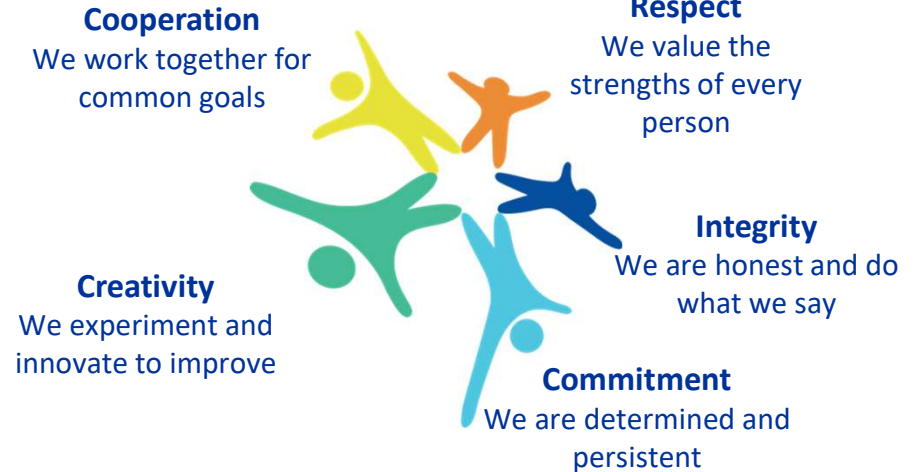 Cooperation
We work together for
common goals
Respect
We value the
strengths of every
person
Integrity
We are honest and do
what we say
Creativity
We experiment and
innovate to improve
Commitment
We are determined and
persistent